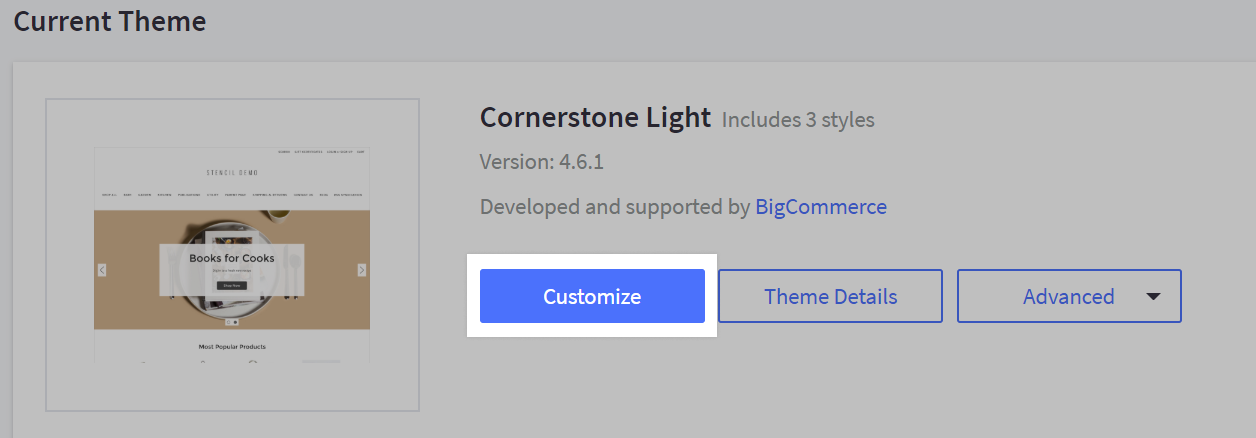 Current Theme
Cornerstone Light Includes 3 styles
Version: 4.6.1
Developed and supported by BigCommerce
Customize
Theme Details
Advanced
STENCIL DEMO
Books for Cooks
Shop Now
Most Popular Products